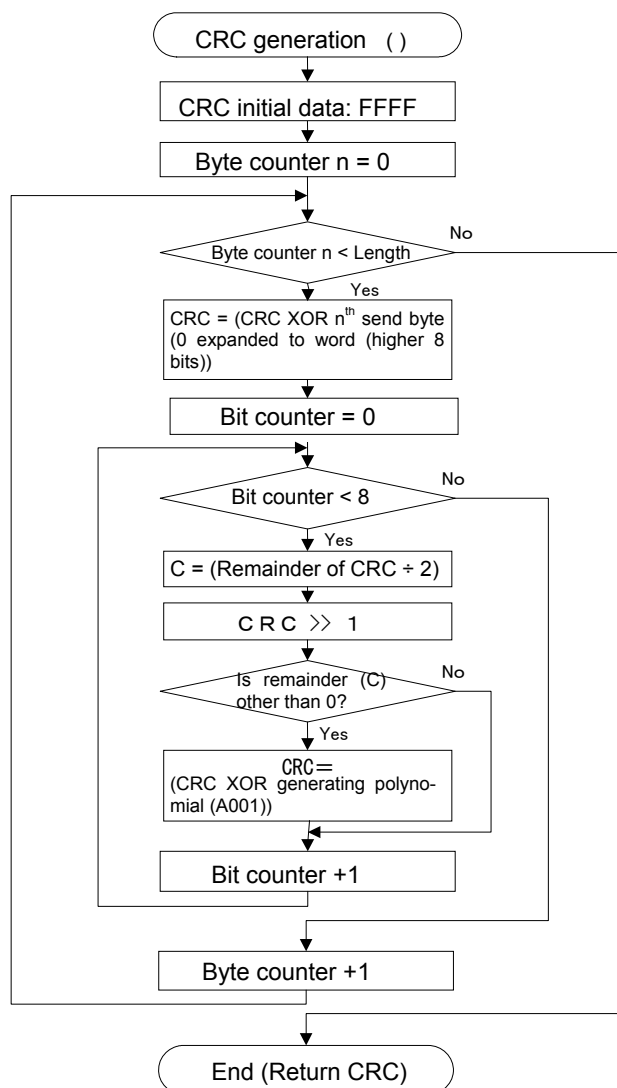 CRC generation ( )
CRC initial data: FFFF
Byte counter n = 0
Byte counter n < Length
No
Yes
CRC = (CRC XOR nth send byte
(0 expanded to word (higher 8
bits))
Bit counter = 0
Bit counter < 8
No
Yes
C = (Remainder of CRC ÷ 2)
ＣＲＣ ≫ １
Is remainder (C)
other than 0?
No
Yes
CRC＝
(CRC XOR generating polyno-
mial (A001))
Bit counter +1
Byte counter +1
End (Return CRC)